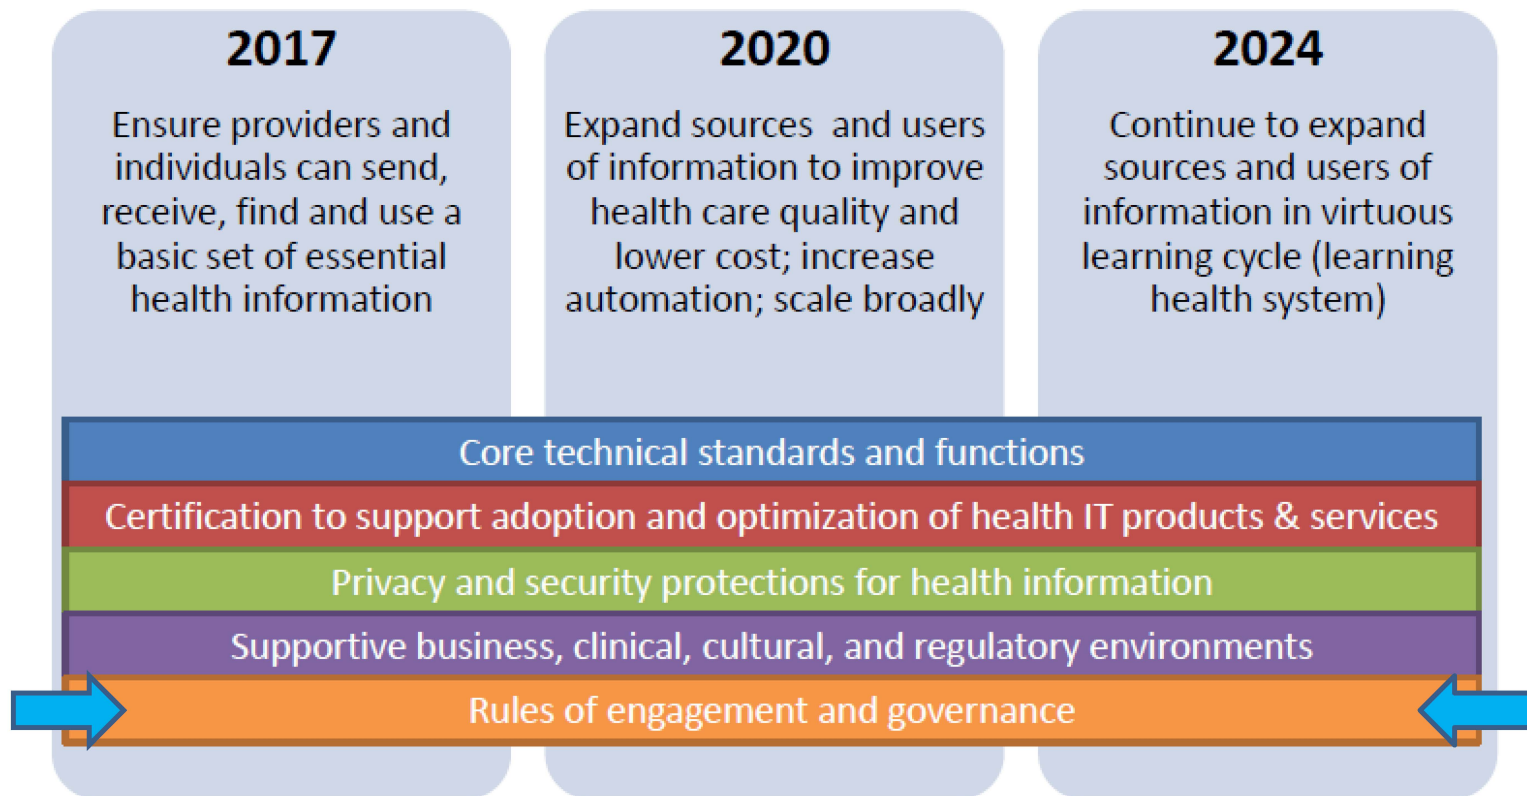 2017
Ensure providers and
individuals can send,
receive, find and use a
basic set of essential
health information
2020
Expand sources and users
of information to improve
health care quality and
lower cost; increase
automation; scale broadly
2024
Continue to expand
sources and users of
information in virtuous
learning cycle (learning
health system)
Core technical standards and functions
Certification to support adoption and optimization of health IT products & services
Privacy and security protections for health information
Supportive business, clinical, cultural, and regulatory environments
Rules of engagement and governance